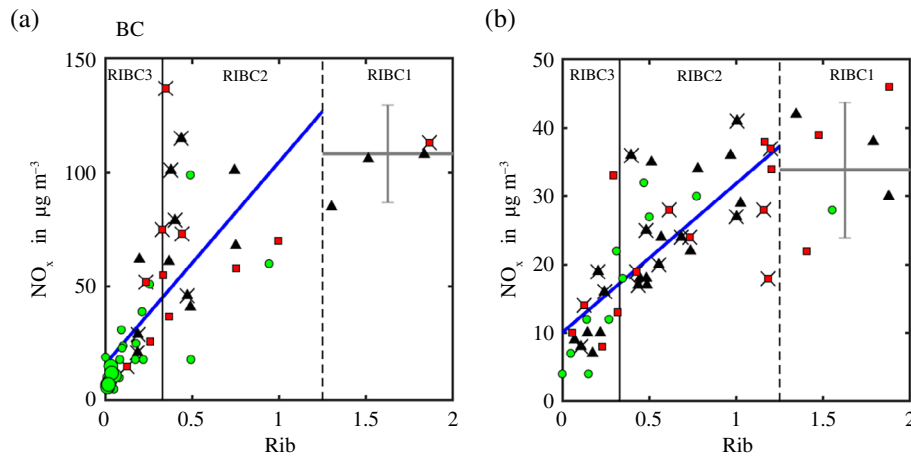 (a)
BC
RIBC3 RIBC2 RIBC1
150
100
50
0
NOx in µg m⁻³
0 0.5 1 1.5 2
Rib
(b)
RIBC3 RIBC2 RIBC1
50
40
30
20
10
0
NOx in µg m⁻³
0 0.5 1 1.5 2
Rib